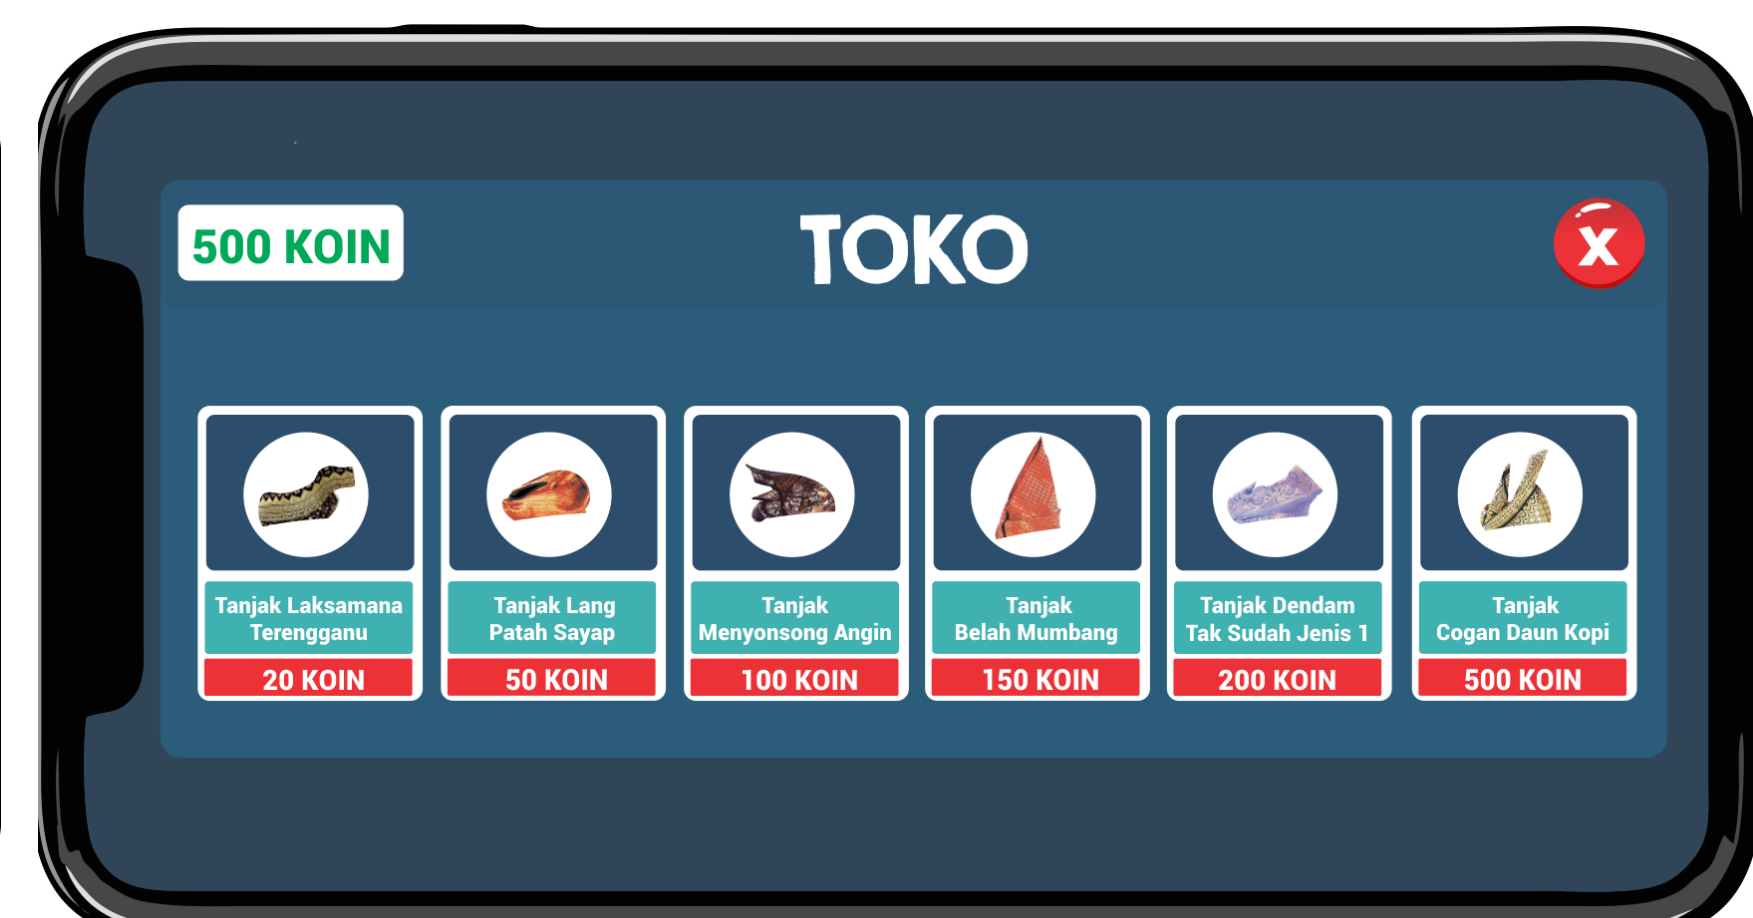 500 KOIN
TOKO
X
Tanjak Laksamana
Terengganu
20 KOIN
Tanjak Lang
Patah Sayap
50 KOIN
Tanjak
Menyonsong Angin
100 KOIN
Tanjak
Belah Mumbang
150 KOIN
Tanjak Dendam
Tak Sudah Jenis 1
200 KOIN
Tanjak
Cogan Daun Kopi
500 KOIN